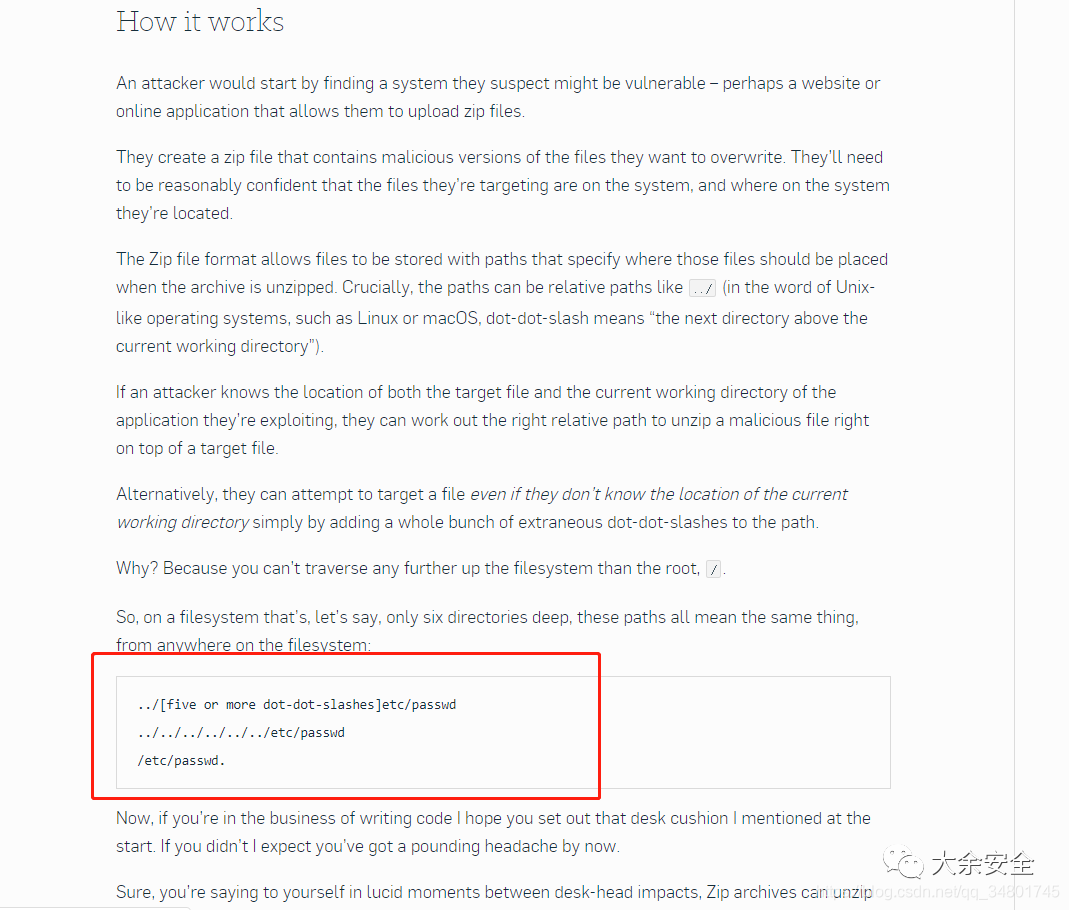 How it works
An attacker would start by finding a system they suspect might be vulnerable – perhaps a website or
online application that allows them to upload zip files.
They create a zip file that contains malicious versions of the files they want to overwrite. They'll need
to be reasonably confident that the files they're targeting are on the system, and where on the system
they're located.
The Zip file format allows files to be stored with paths that specify where those files should be placed
when the archive is unzipped. Crucially, the paths can be relative paths like ../ (in the word of Unix-
like operating systems, such as Linux or macOS, dot-dot-slash means “the next directory above the
current working directory”).
If an attacker knows the location of both the target file and the current working directory of the
application they're exploiting, they can work out the right relative path to unzip a malicious file right
on top of a target file.
Alternatively, they can attempt to target a file even if they don't know the location of the current
working directory simply by adding a whole bunch of extraneous dot-dot-slashes to the path.
Why? Because you can't traverse any further up the filesystem than the root, /.
So, on a filesystem that's, let's say, only six directories deep, these paths all mean the same thing,
from anywhere on the filesystem:
../[five or more dot-dot-slashes]etc/passwd
../../../../../../etc/passwd
/etc/passwd.
Now, if you're in the business of writing code I hope you set out that desk cushion I mentioned at the
start. If you didn't I expect you've got a pounding headache by now.
大余安全
Sure, you're saying to yourself in lucid moments between desk-head impacts, Zip archives can unzip
https://blog.csdn.net/qq_34801745